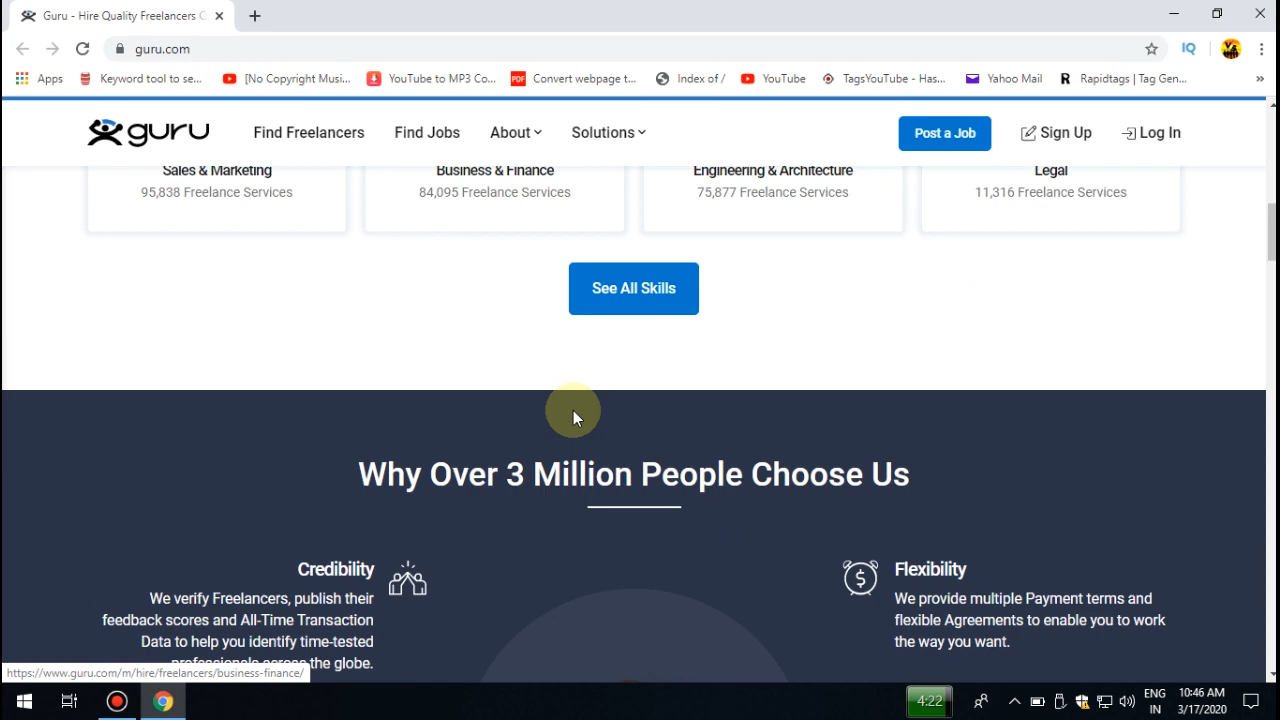 Guru - Hire Quality Freelancers
guru.com
Apps
Keyword tool to se...
[No Copyright Musi...
YouTube to MP3 Co...
PDF
Convert webpage t...
Index of /
YouTube
TagsYouTube - Has...
Yahoo Mail
R
Rapidtags | Tag Gen...
»
IQ
guru
Find Freelancers
Find Jobs
About
Solutions
Post a Job
Sign Up
Log In
Sales & Marketing
95,838 Freelance Services
Business & Finance
84,095 Freelance Services
Engineering & Architecture
75,877 Freelance Services
Legal
11,316 Freelance Services
See All Skills
Why Over 3 Million People Choose Us
Credibility
We verify Freelancers, publish their
feedback scores and All-Time Transaction
Data to help you identify time-tested
professionals across the globe.
Flexibility
We provide multiple Payment terms and
flexible Agreements to enable you to work
the way you want.
https://www.guru.com/m/hire/freelancers/business-finance/
4:22
ENG
IN
10:46 AM
3/17/2020